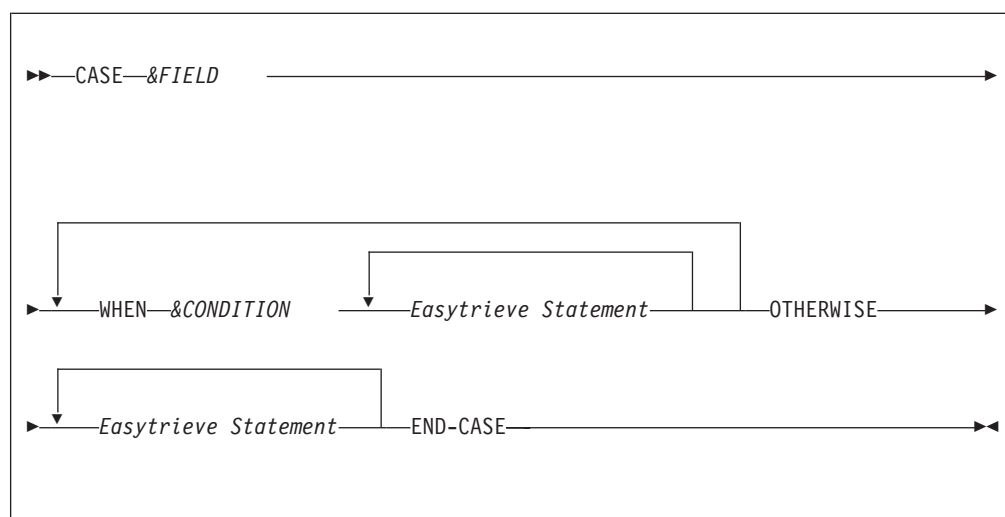 CASE &FIELD
WHEN &CONDITION Easytrieve Statement OTHERWISE
Easytrieve Statement END-CASE